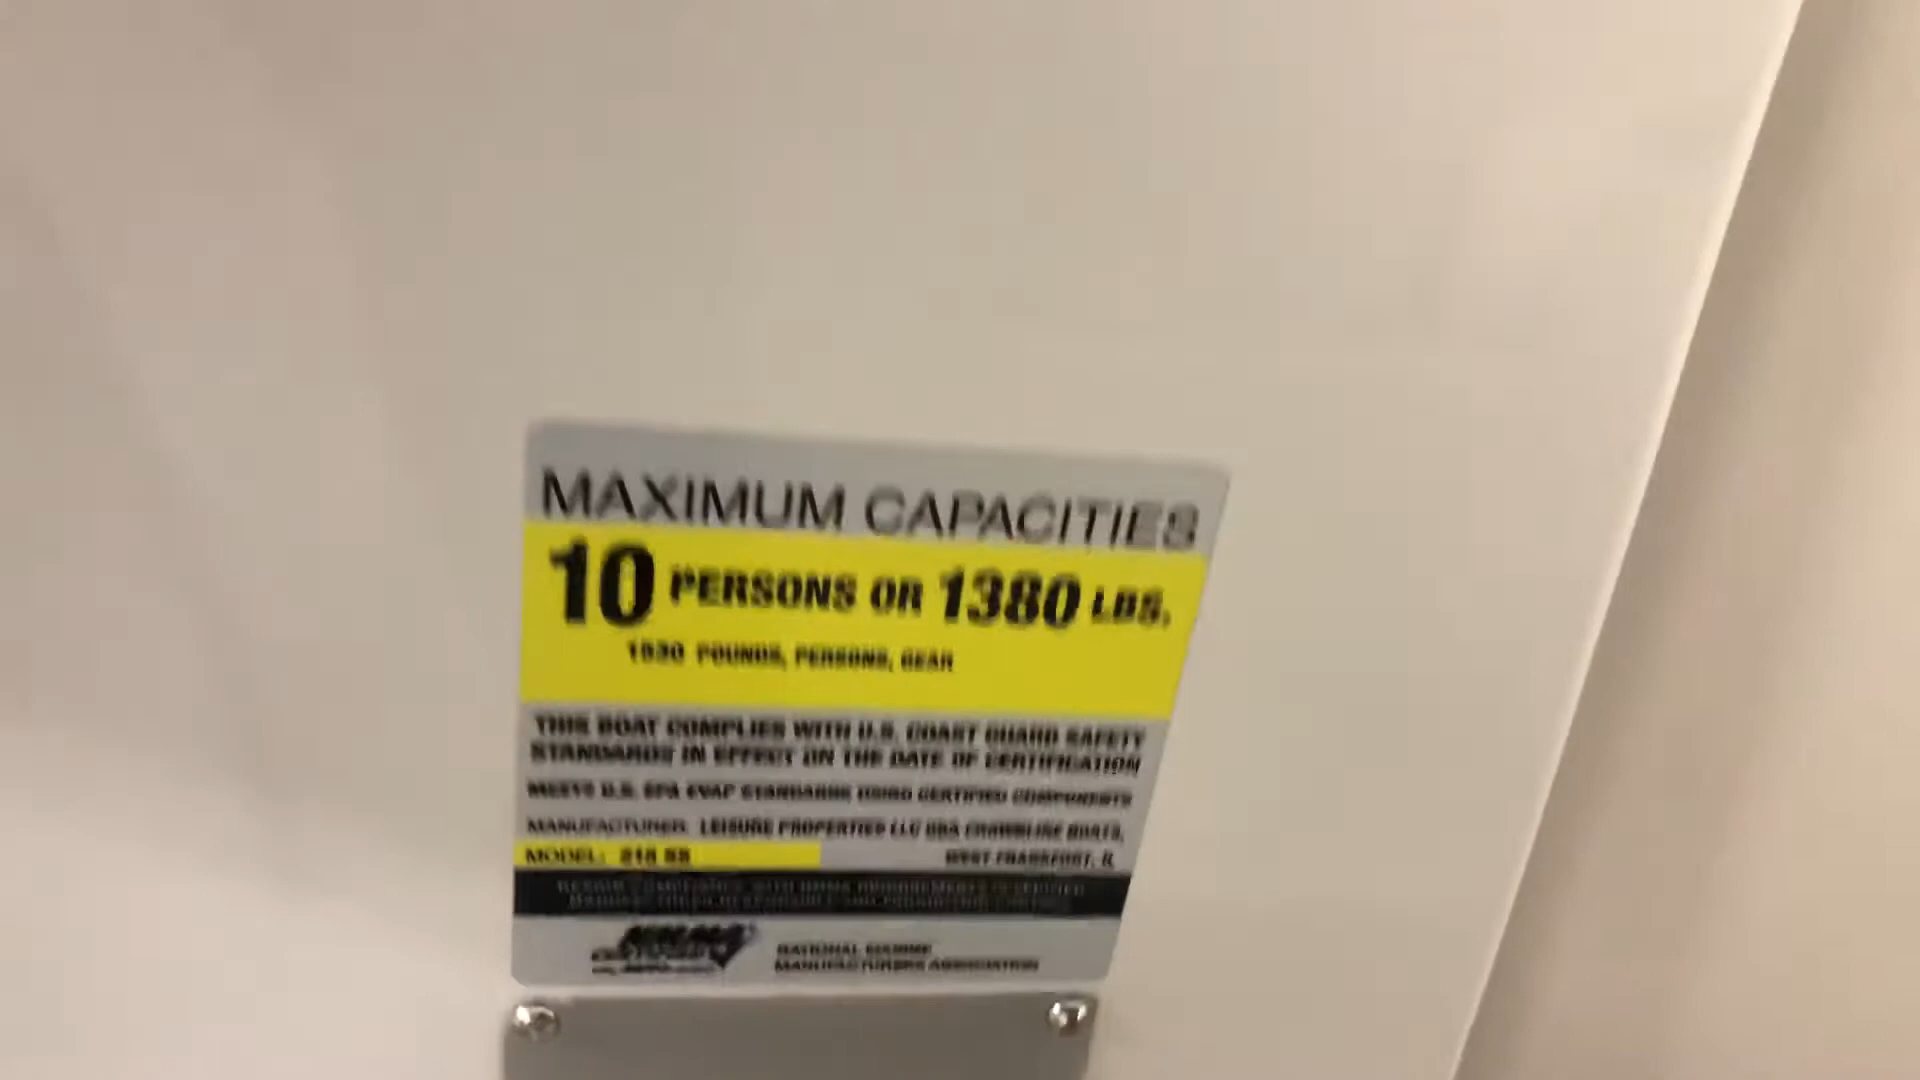 MAXIMUM CAPACITIES
10 PERSONS OR 1380 LBS.
1530 POUNDS, PERSONS, GEAR
THIS BOAT COMPLIES WITH U.S. COAST GUARD SAFETY
STANDARDS IN EFFECT ON THE DATE OF CERTIFICATION
MEETS U.S. EPA EVAP STANDARDS USING CERTIFIED COMPONENTS
MANUFACTURER: LEISURE PROPERTIES LLC DBA CROWNLINE BOATS,
MODEL: SS
WEST FRANKFORT, IL
NMMA
CERTIFIED
NATIONAL MARINE
MANUFACTURERS ASSOCIATION